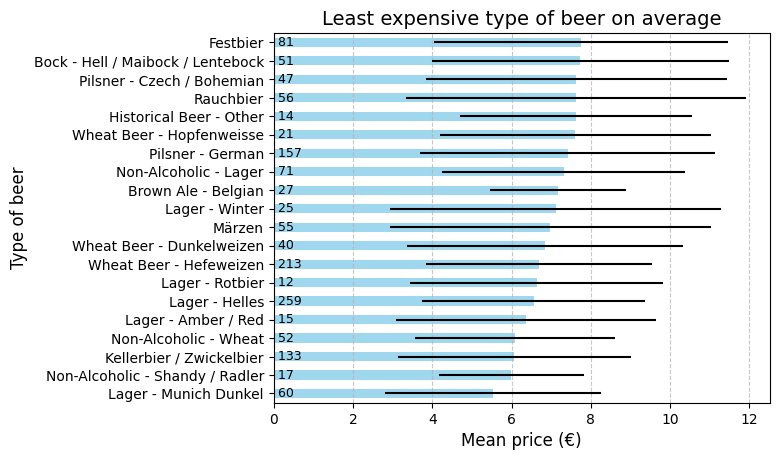 Least expensive type of beer on average
Type of beer
Festbier 81
Bock - Hell / Maibock / Lentebock 51
Pilsner - Czech / Bohemian 47
Rauchbier 56
Historical Beer - Other 14
Wheat Beer - Hopfenweisse 21
Pilsner - German 157
Non-Alcoholic - Lager 71
Brown Ale - Belgian 27
Lager - Winter 25
Märzen 55
Wheat Beer - Dunkelweizen 40
Wheat Beer - Hefeweizen 213
Lager - Rotbier 12
Lager - Helles 259
Lager - Amber / Red 15
Non-Alcoholic - Wheat 52
Kellerbier / Zwickelbier 133
Non-Alcoholic - Shandy / Radler 17
Lager - Munich Dunkel 60
0 2 4 6 8 10 12
Mean price (€)